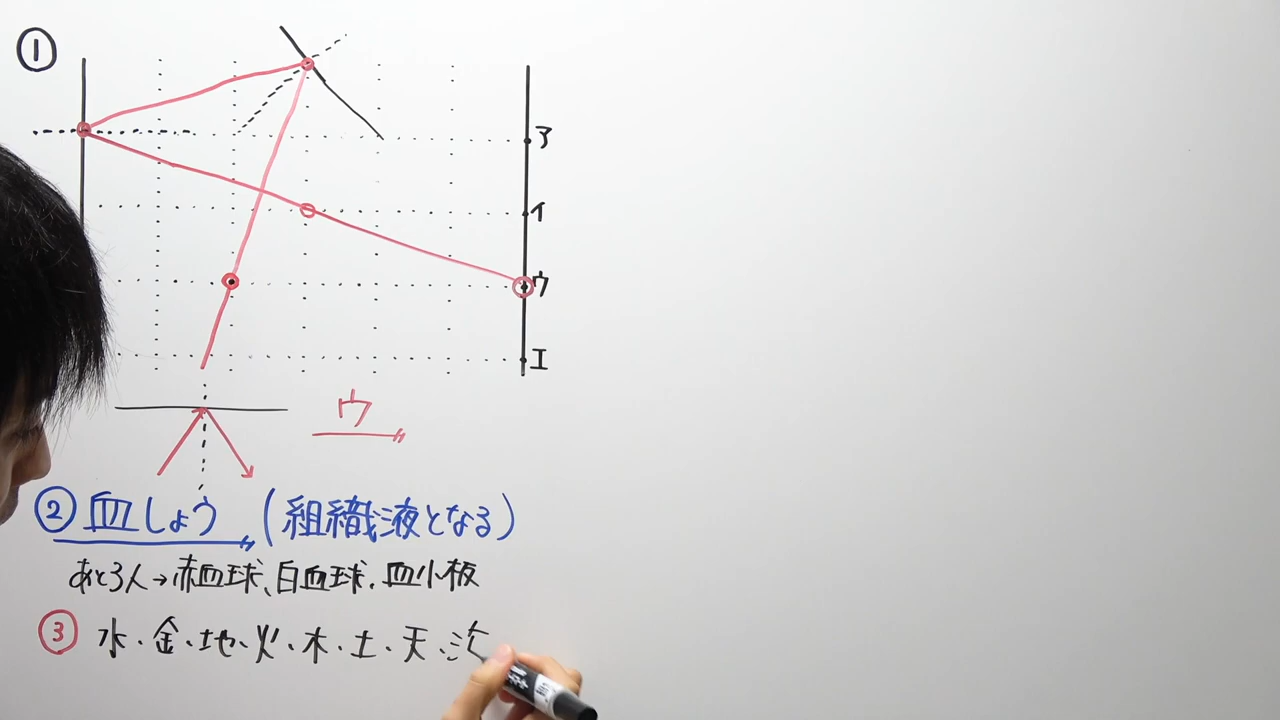 ①
ア
イ
ウ
エ
ウ
②血しょう(組織液となる)
あと3人→赤血球、白血球、血小板
③ 水・金・地・火・木・土・天・